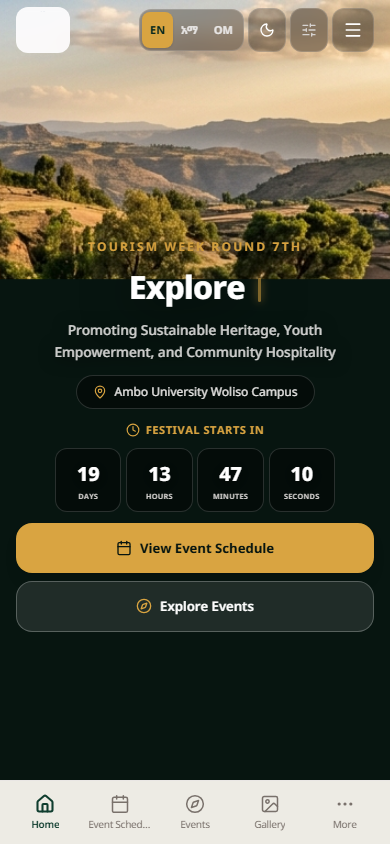 EN አማ OM
TOURISM WEEK ROUND 7TH
Explore
Promoting Sustainable Heritage, Youth
Empowerment, and Community Hospitality
Ambo University Woliso Campus
FESTIVAL STARTS IN
19 13 47 10
DAYS HOURS MINUTES SECONDS
View Event Schedule
Explore Events
Home Event Sched... Events Gallery More